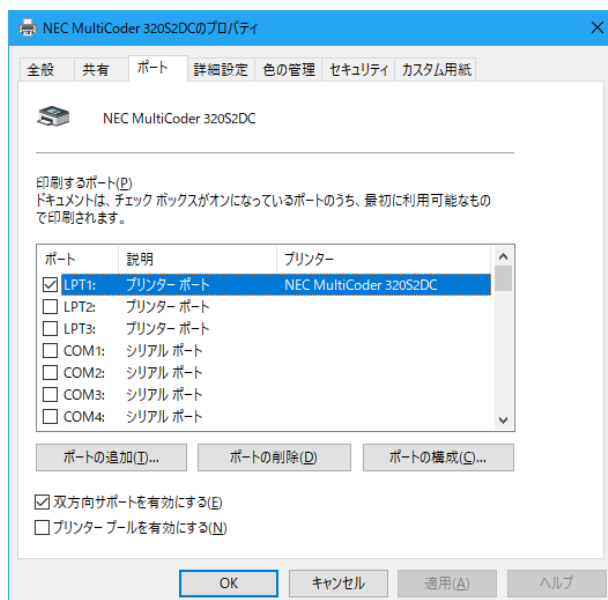 NEC MultiCoder 320S2DCのプロパティ
全般 共有 ポート 詳細設定 色の管理 セキュリティ カスタム用紙
NEC MultiCoder 320S2DC
印刷するポート(P)
ドキュメントは、チェック ボックスがオンになっているポートのうち、最初に利用可能なもの
で印刷されます。
ポート 説明 プリンター
LPT1: プリンター ポート NEC MultiCoder 320S2DC
LPT2: プリンター ポート
LPT3: プリンター ポート
COM1: シリアル ポート
COM2: シリアル ポート
COM3: シリアル ポート
COM4: シリアル ポート
ポートの追加(T)... ポートの削除(D) ポートの構成(C)...
双方向サポートを有効にする(E)
プリンター プールを有効にする(N)
OK キャンセル 適用(A) ヘルプ